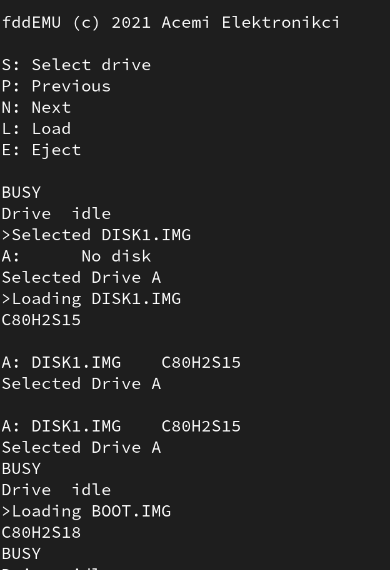 fddEMU (c) 2021 Acemi Elektronikci
S: Select drive
P: Previous
N: Next
L: Load
E: Eject
BUSY
Drive  idle
>Selected DISK1.IMG
A:      No disk
Selected Drive A
>Loading DISK1.IMG
C80H2S15
A: DISK1.IMG    C80H2S15
Selected Drive A
A: DISK1.IMG    C80H2S15
Selected Drive A
BUSY
Drive  idle
>Loading BOOT.IMG
C80H2S18
BUSY